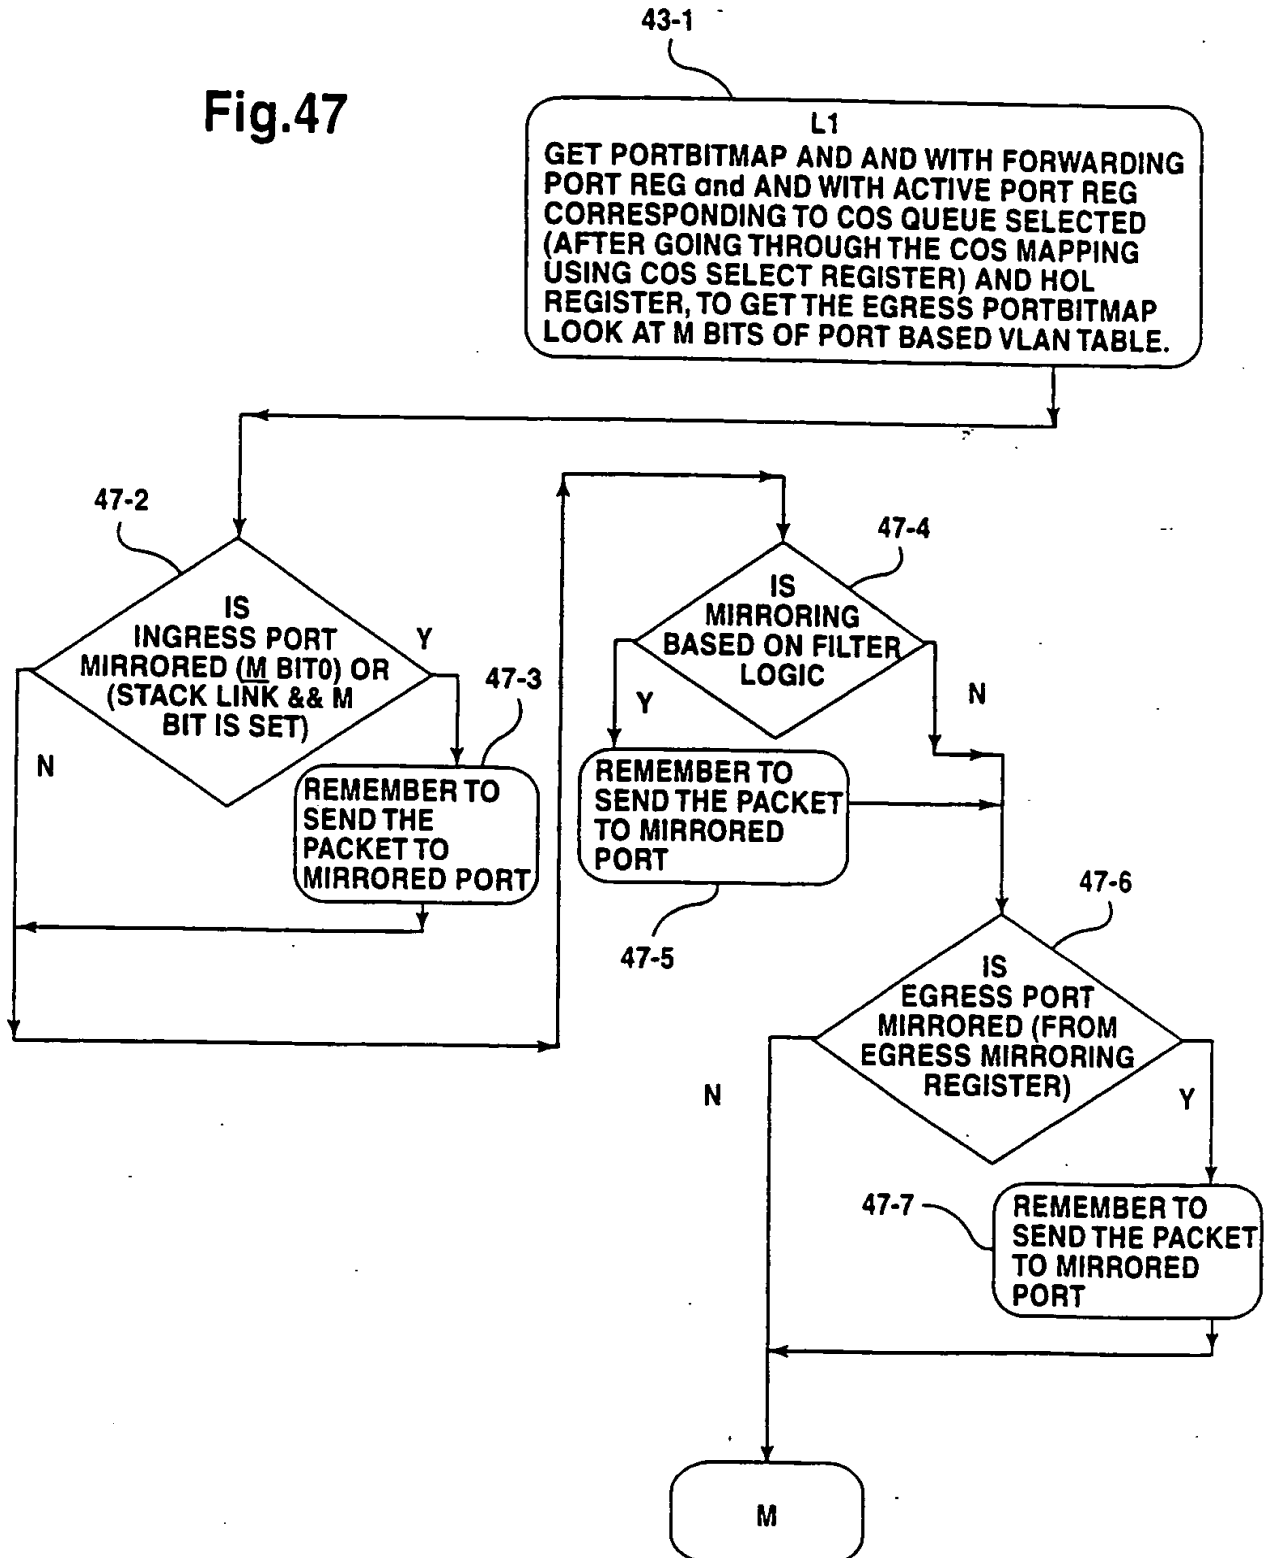 43-1
Fig.47
L1
GET PORTBITMAP AND AND WITH FORWARDING
PORT REG and AND WITH ACTIVE PORT REG
CORRESPONDING TO COS QUEUE SELECTED
(AFTER GOING THROUGH THE COS MAPPING
USING COS SELECT REGISTER) AND HOL
REGISTER, TO GET THE EGRESS PORTBITMAP
LOOK AT M BITS OF PORT BASED VLAN TABLE.
47-2
IS
INGRESS PORT
MIRRORED (M BIT0) OR
(STACK LINK && M
BIT IS SET)
Y
N
47-3
REMEMBER TO
SEND THE
PACKET TO
MIRRORED PORT
47-4
IS
MIRRORING
BASED ON FILTER
LOGIC
Y
N
REMEMBER TO
SEND THE PACKET
TO MIRRORED
PORT
47-5
47-6
IS
EGRESS PORT
MIRRORED (FROM
EGRESS MIRRORING
REGISTER)
N
Y
47-7
REMEMBER TO
SEND THE PACKET
TO MIRRORED
PORT
M